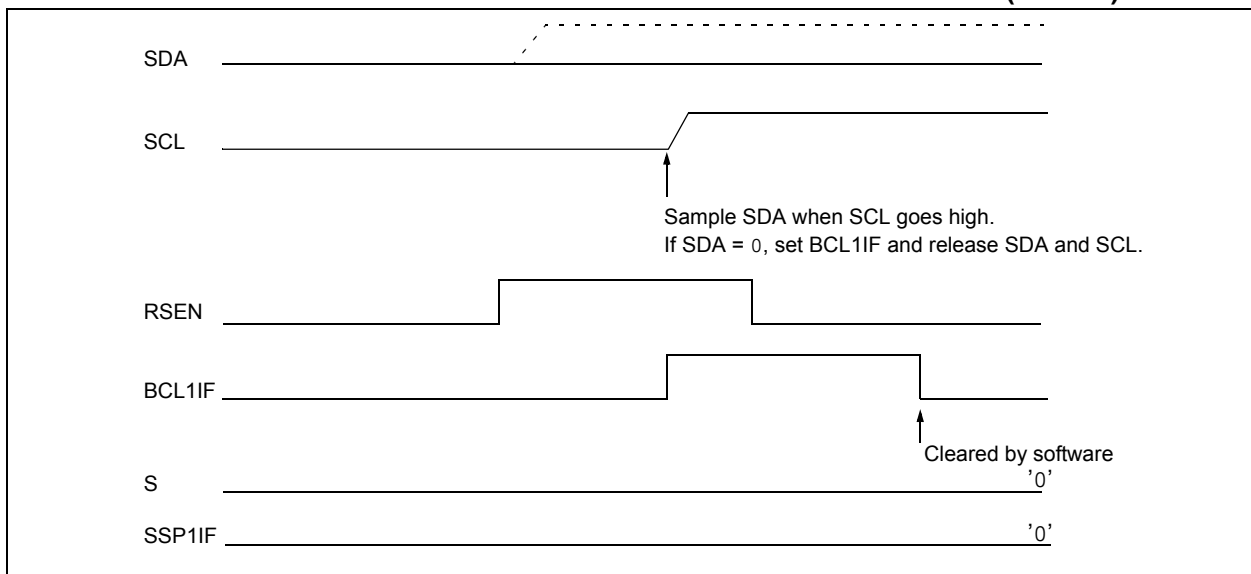 SDA
SCL
Sample SDA when SCL goes high.
If SDA = 0, set BCL1IF and release SDA and SCL.
RSEN
BCL1IF
Cleared by software
S
'0'
SSP1IF
'0'